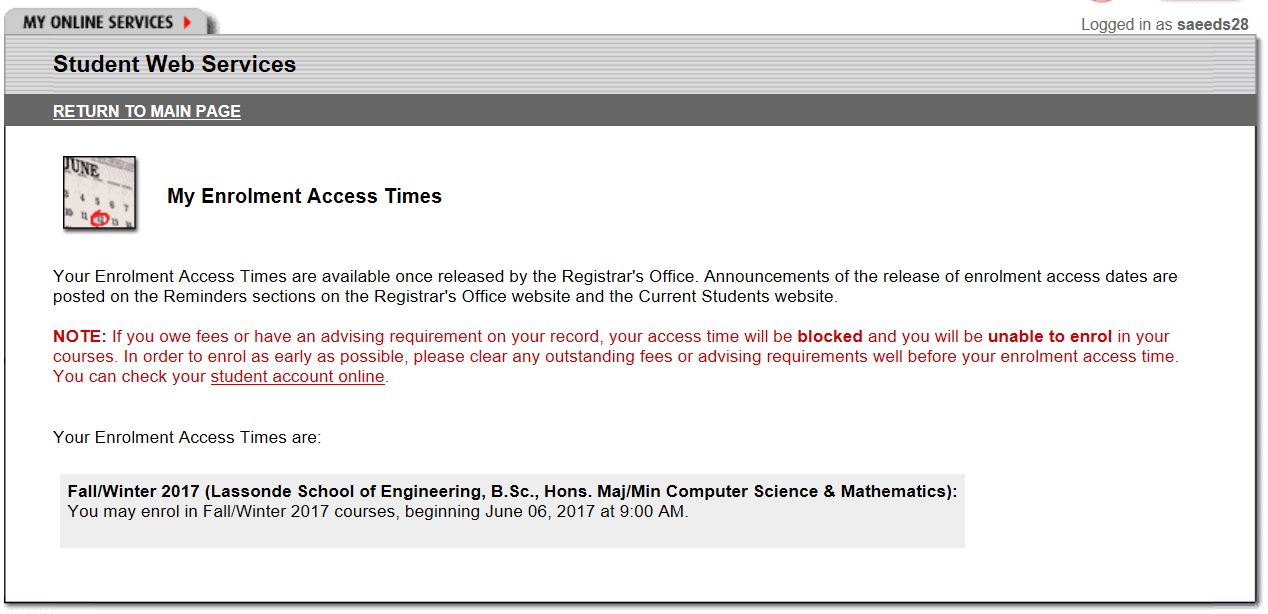 MY ONLINE SERVICES
Logged in as saeeds28
Student Web Services
RETURN TO MAIN PAGE
JUNE
3 4 5 6 7
10 11 12 13 14
My Enrolment Access Times
Your Enrolment Access Times are available once released by the Registrar's Office. Announcements of the release of enrolment access dates are
posted on the Reminders sections on the Registrar's Office website and the Current Students website.
NOTE: If you owe fees or have an advising requirement on your record, your access time will be blocked and you will be unable to enrol in your
courses. In order to enrol as early as possible, please clear any outstanding fees or advising requirements well before your enrolment access time.
You can check your student account online.
Your Enrolment Access Times are:
Fall/Winter 2017 (Lassonde School of Engineering, B.Sc., Hons. Maj/Min Computer Science & Mathematics):
You may enrol in Fall/Winter 2017 courses, beginning June 06, 2017 at 9:00 AM.